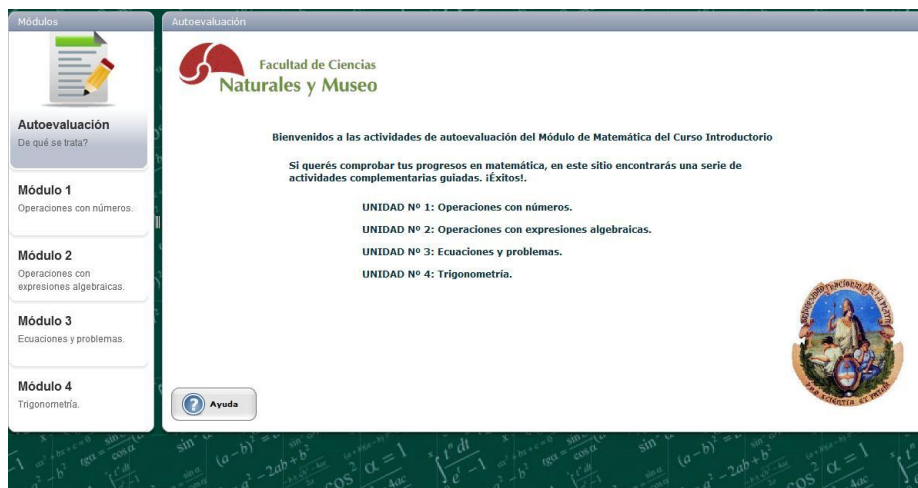 Módulos
Autoevaluación
De qué se trata?
Módulo 1
Operaciones con números.
Módulo 2
Operaciones con
expresiones algebraicas.
Módulo 3
Ecuaciones y problemas.
Módulo 4
Trigonometría.
Autoevaluación
Facultad de Ciencias
Naturales y Museo
Bienvenidos a las actividades de autoevaluación del Módulo de Matemática del Curso Introductorio
Si querés comprobar tus progresos en matemática, en este sitio encontrarás una serie de
actividades complementarias guiadas. ¡Éxitos!.
UNIDAD Nº 1: Operaciones con números.
UNIDAD Nº 2: Operaciones con expresiones algebraicas.
UNIDAD Nº 3: Ecuaciones y problemas.
UNIDAD Nº 4: Trigonometría.
Ayuda